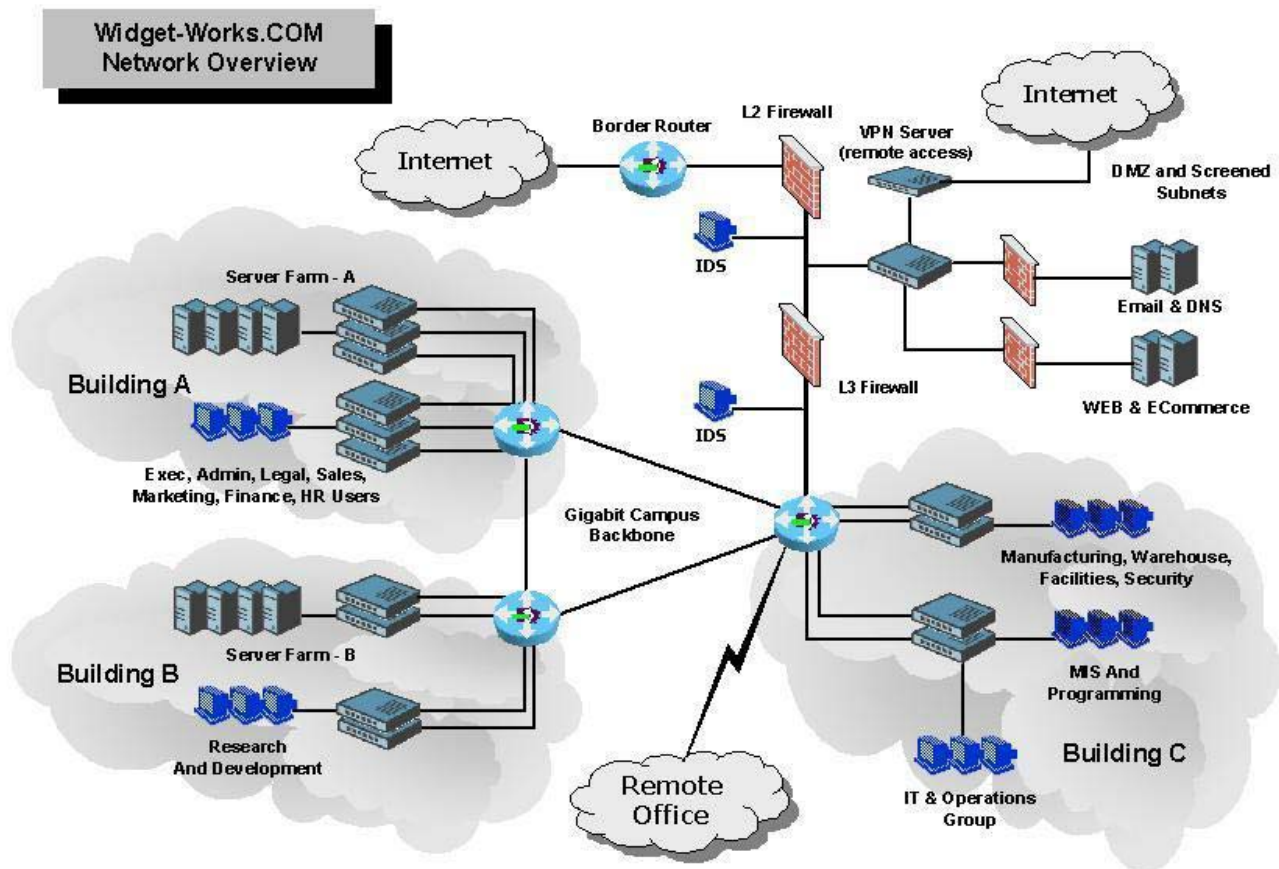 Widget-Works.COM
Network Overview
Internet
Border Router
L2 Firewall
VPN Server
(remote access)
Internet
DMZ and Screened
Subnets
IDS
Email & DNS
Server Farm - A
Building A
L3 Firewall
IDS
WEB & ECommerce
Exec, Admin, Legal, Sales,
Marketing, Finance, HR Users
Gigabit Campus
Backbone
Manufacturing, Warehouse,
Facilities, Security
Server Farm - B
Building B
MIS And
Programming
Research
And Development
Building C
Remote
Office
IT & Operations
Group